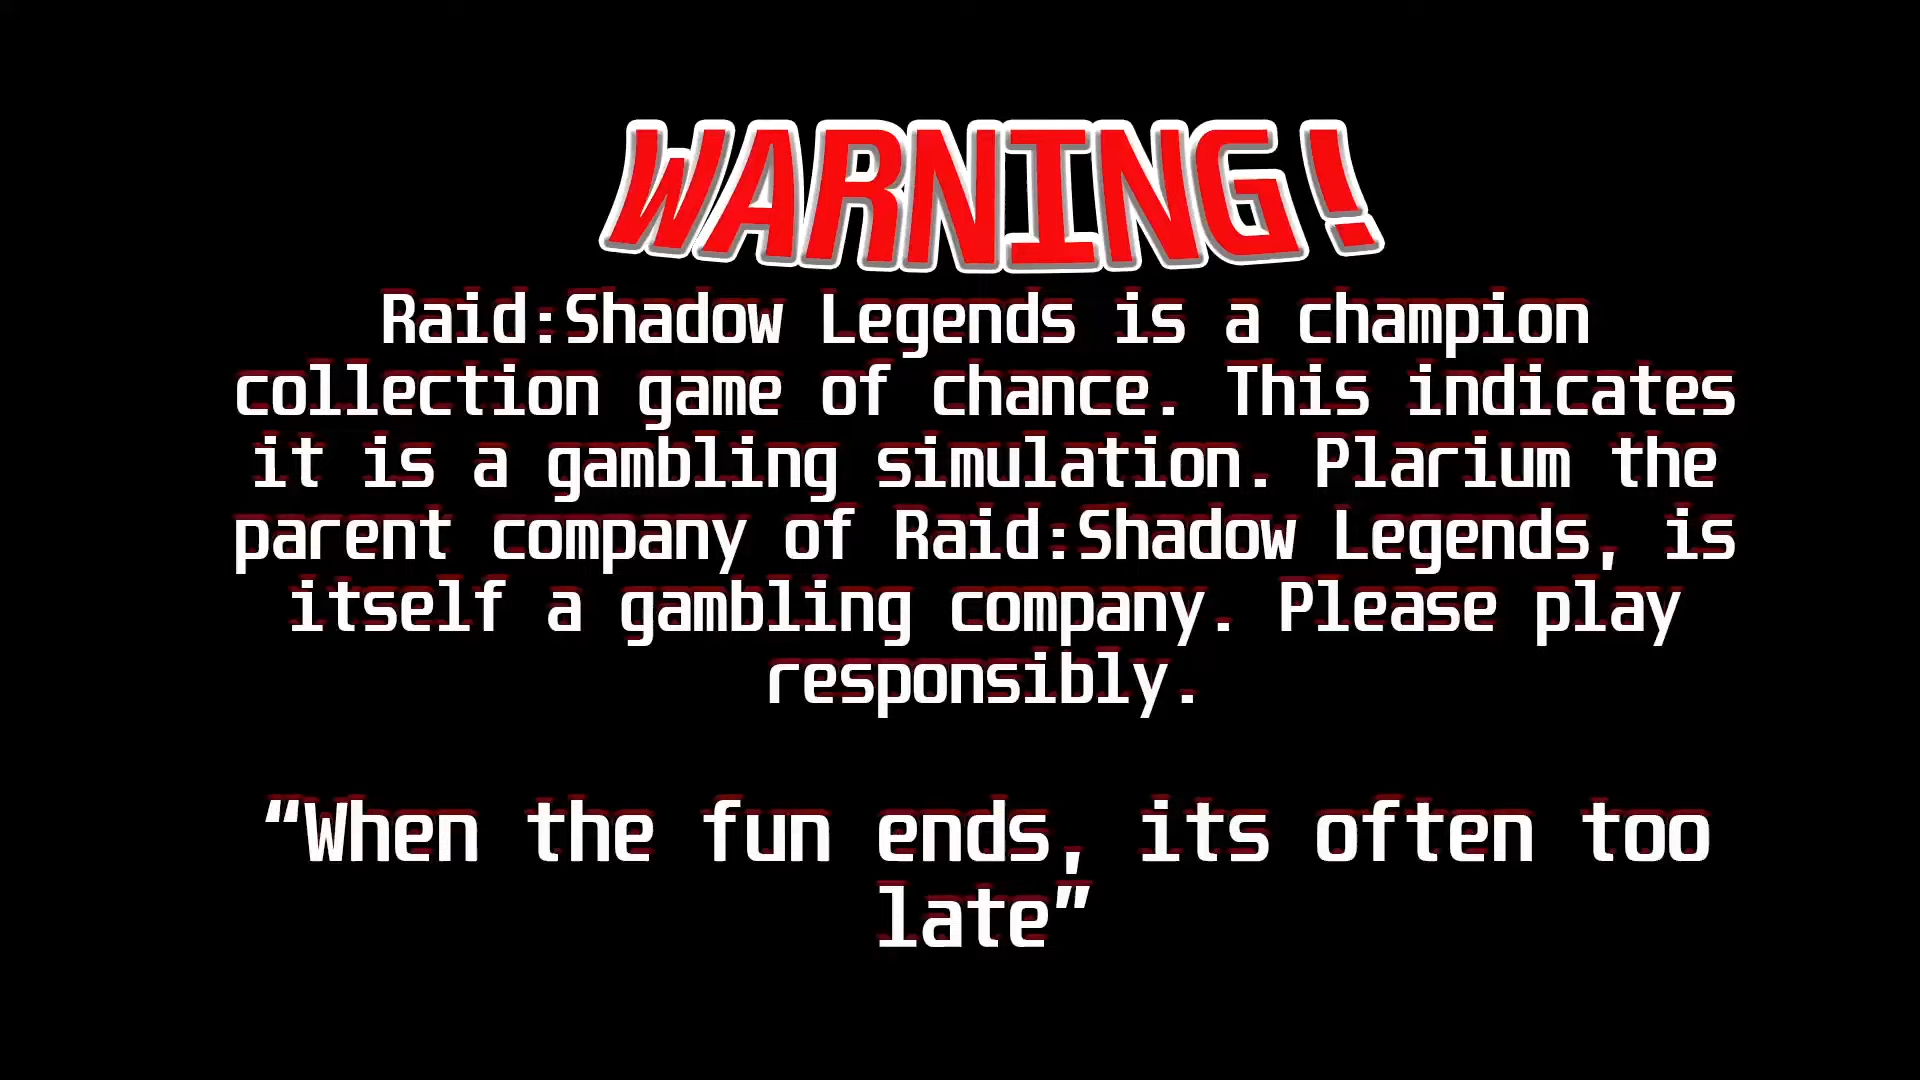 WARNING!
Raid:Shadow Legends is a champion
collection game of chance. This indicates
it is a gambling simulation. Plarium the
parent company of Raid:Shadow Legends, is
itself a gambling company. Please play
responsibly.
“When the fun ends, its often too
late”